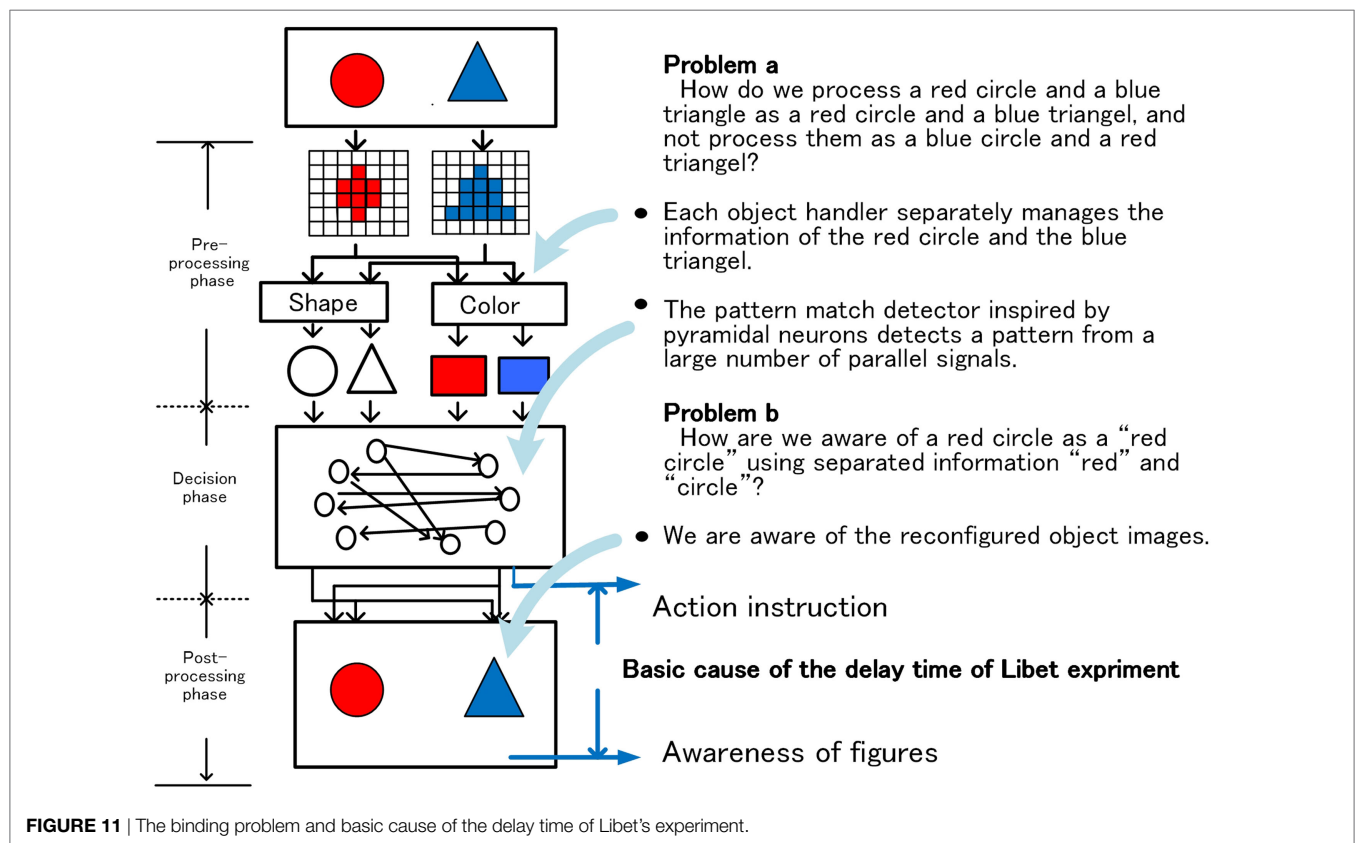 Problem a
How do we process a red circle and a blue
triangle as a red circle and a blue triangel, and
not process them as a blue circle and a red
triangel?
• Each object handler separately manages the
information of the red circle and the blue
triangel.
• The pattern match detector inspired by
pyramidal neurons detects a pattern from a
large number of parallel signals.
Problem b
How are we aware of a red circle as a “red
circle” using separated information “red” and
“circle”?
• We are aware of the reconfigured object images.
Pre-
processing
phase
Shape
Color
Decision
phase
Post-
processing
phase
Action instruction
Basic cause of the delay time of Libet expriment
Awareness of figures
FIGURE 11 | The binding problem and basic cause of the delay time of Libet’s experiment.